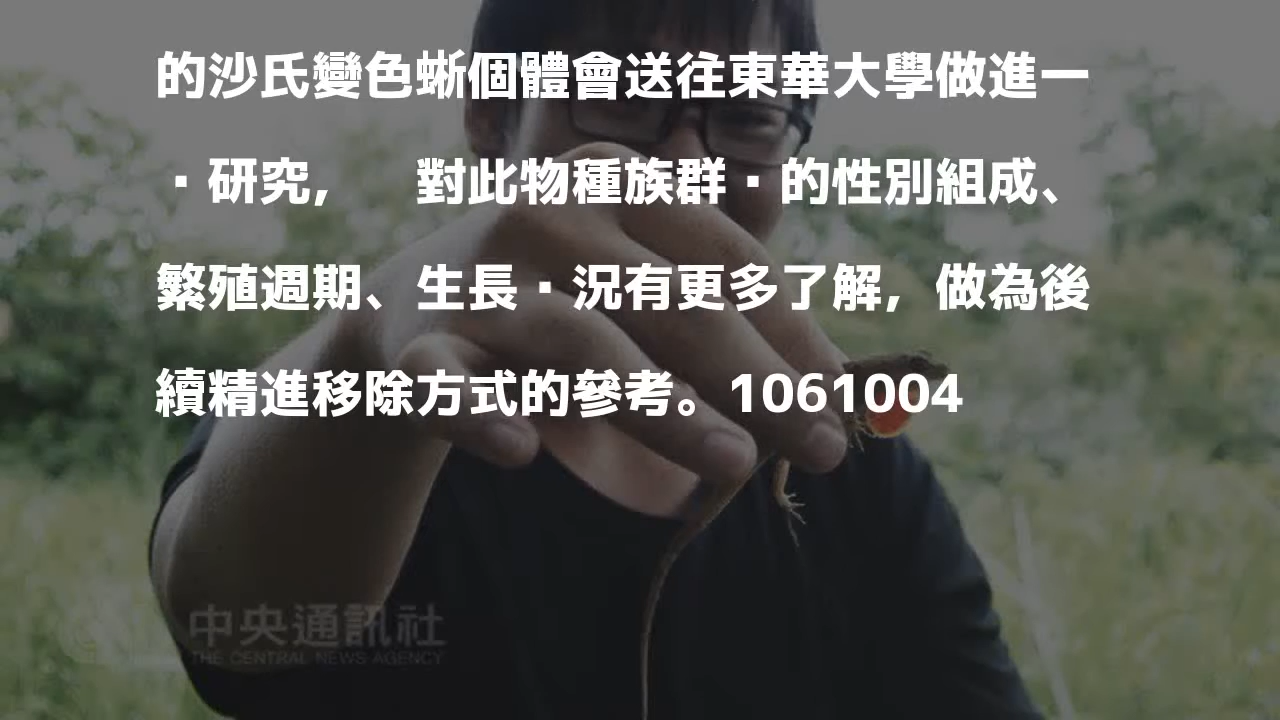 的沙氏變色蜥個體會送往東華大學做進一
▪研究，　對此物種族群▪的性別組成、
繁殖週期、生長▪況有更多了解，做為後
續精進移除方式的參考。1061004
中央通訊社
THE CENTRAL NEWS AGENCY